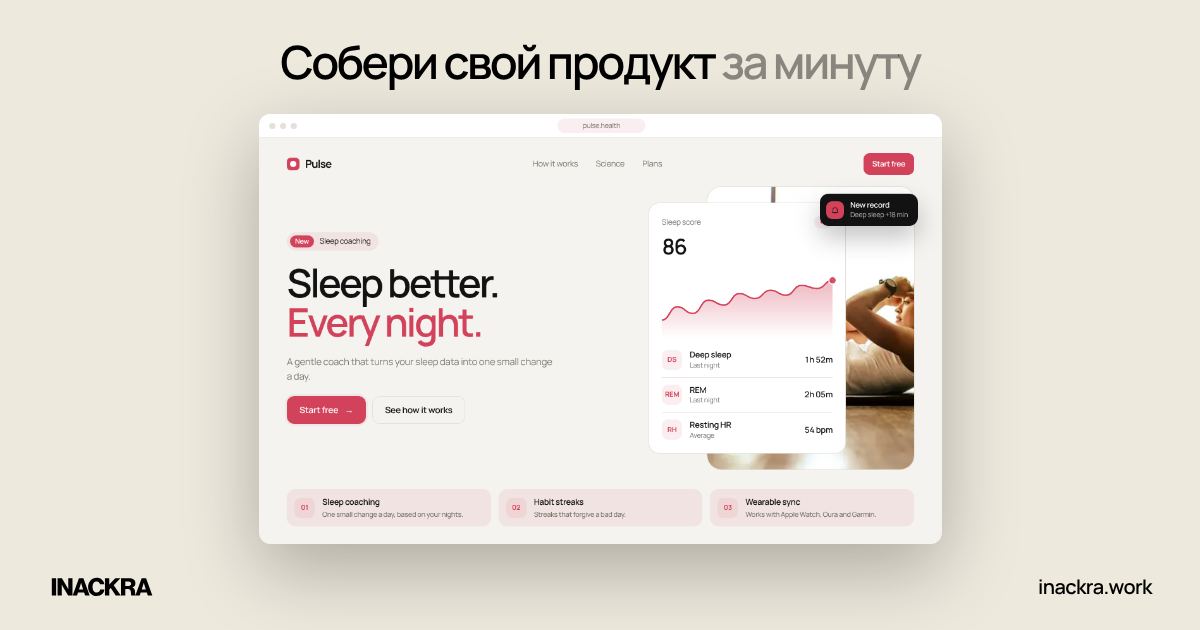 Собери свой продукт за минуту
pulse.health
Pulse
How it works
Science
Plans
Start free
New Sleep coaching
Sleep better.
Every night.
A gentle coach that turns your sleep data into one small change
a day.
Start free →
See how it works
Sleep score
86
New record
Deep sleep +18 min
DS
Deep sleep
Last night
1h 52m
REM
REM
Last night
2h 05m
RH
Resting HR
Average
54 bpm
01
Sleep coaching
One small change a day, based on your nights.
02
Habit streaks
Streaks that forgive a bad day.
03
Wearable sync
Works with Apple Watch, Oura and Garmin.
INACKRA
inackra.work